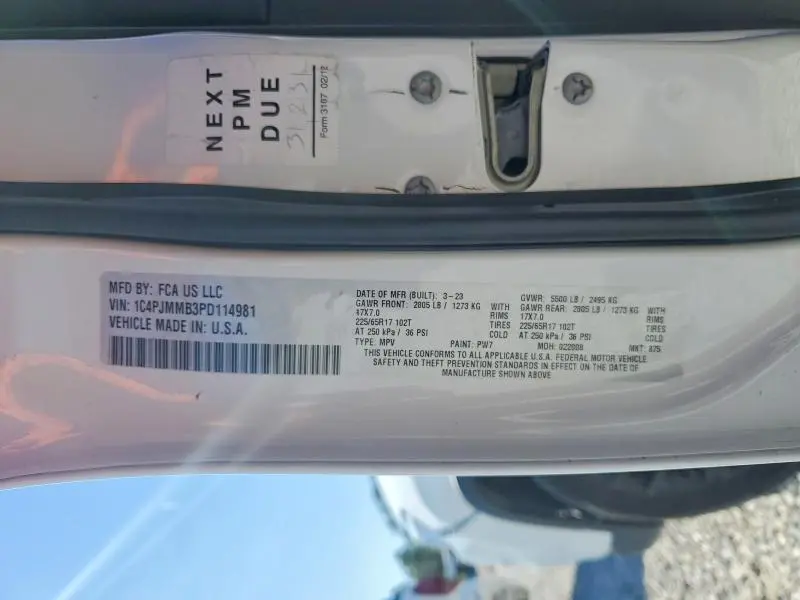 NEXT
PM
DUE
31231
Form 3187 02/12
MFD BY: FCA US LLC
VIN: 1C4PJMMB3PD114981
VEHICLE MADE IN: U.S.A.
DATE OF MFR (BUILT): 3-23 GVWR: 5500 LB / 2495 KG
GAWR FRONT: 2805 LB / 1273 KG WITH GAWR REAR: 2805 LB / 1273 KG WITH
17X7.0 RIMS 17X7.0 RIMS
225/65R17 102T TIRES 225/65R17 102T TIRES
AT 250 kPa / 36 PSI COLD AT 250 kPa / 36 PSI COLD
TYPE: MPV PAINT: PW7 MDH: 022008 MKT: 875
THIS VEHICLE CONFORMS TO ALL APPLICABLE U.S.A. FEDERAL MOTOR VEHICLE
SAFETY AND THEFT PREVENTION STANDARDS IN EFFECT ON THE DATE OF
MANUFACTURE SHOWN ABOVE